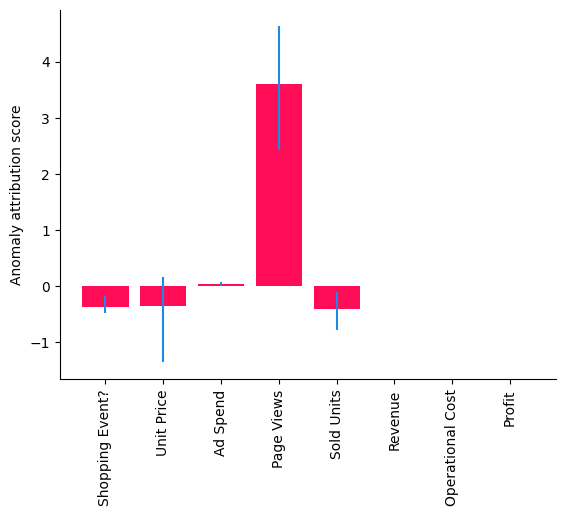 Anomaly attribution score
4
3
2
1
0
−1
Shopping Event?
Unit Price
Ad Spend
Page Views
Sold Units
Revenue
Operational Cost
Profit